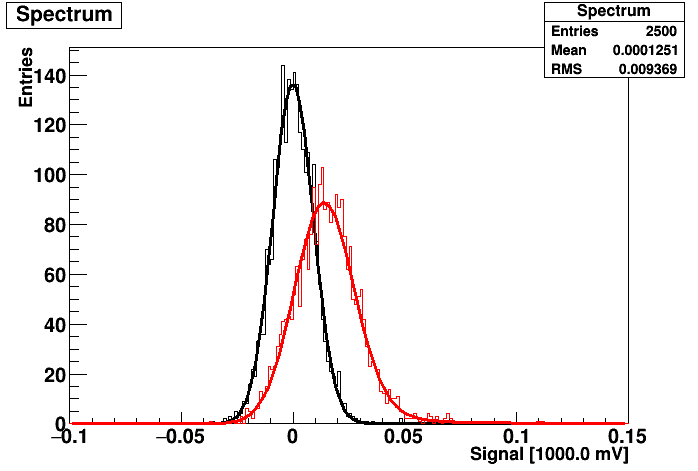 Spectrum
Spectrum
Entries 2500
Mean 0.0001251
RMS 0.009369
Entries
140
120
100
80
60
40
20
0
−0.1 −0.05 0 0.05 0.1 0.15
Signal [1000.0 mV]